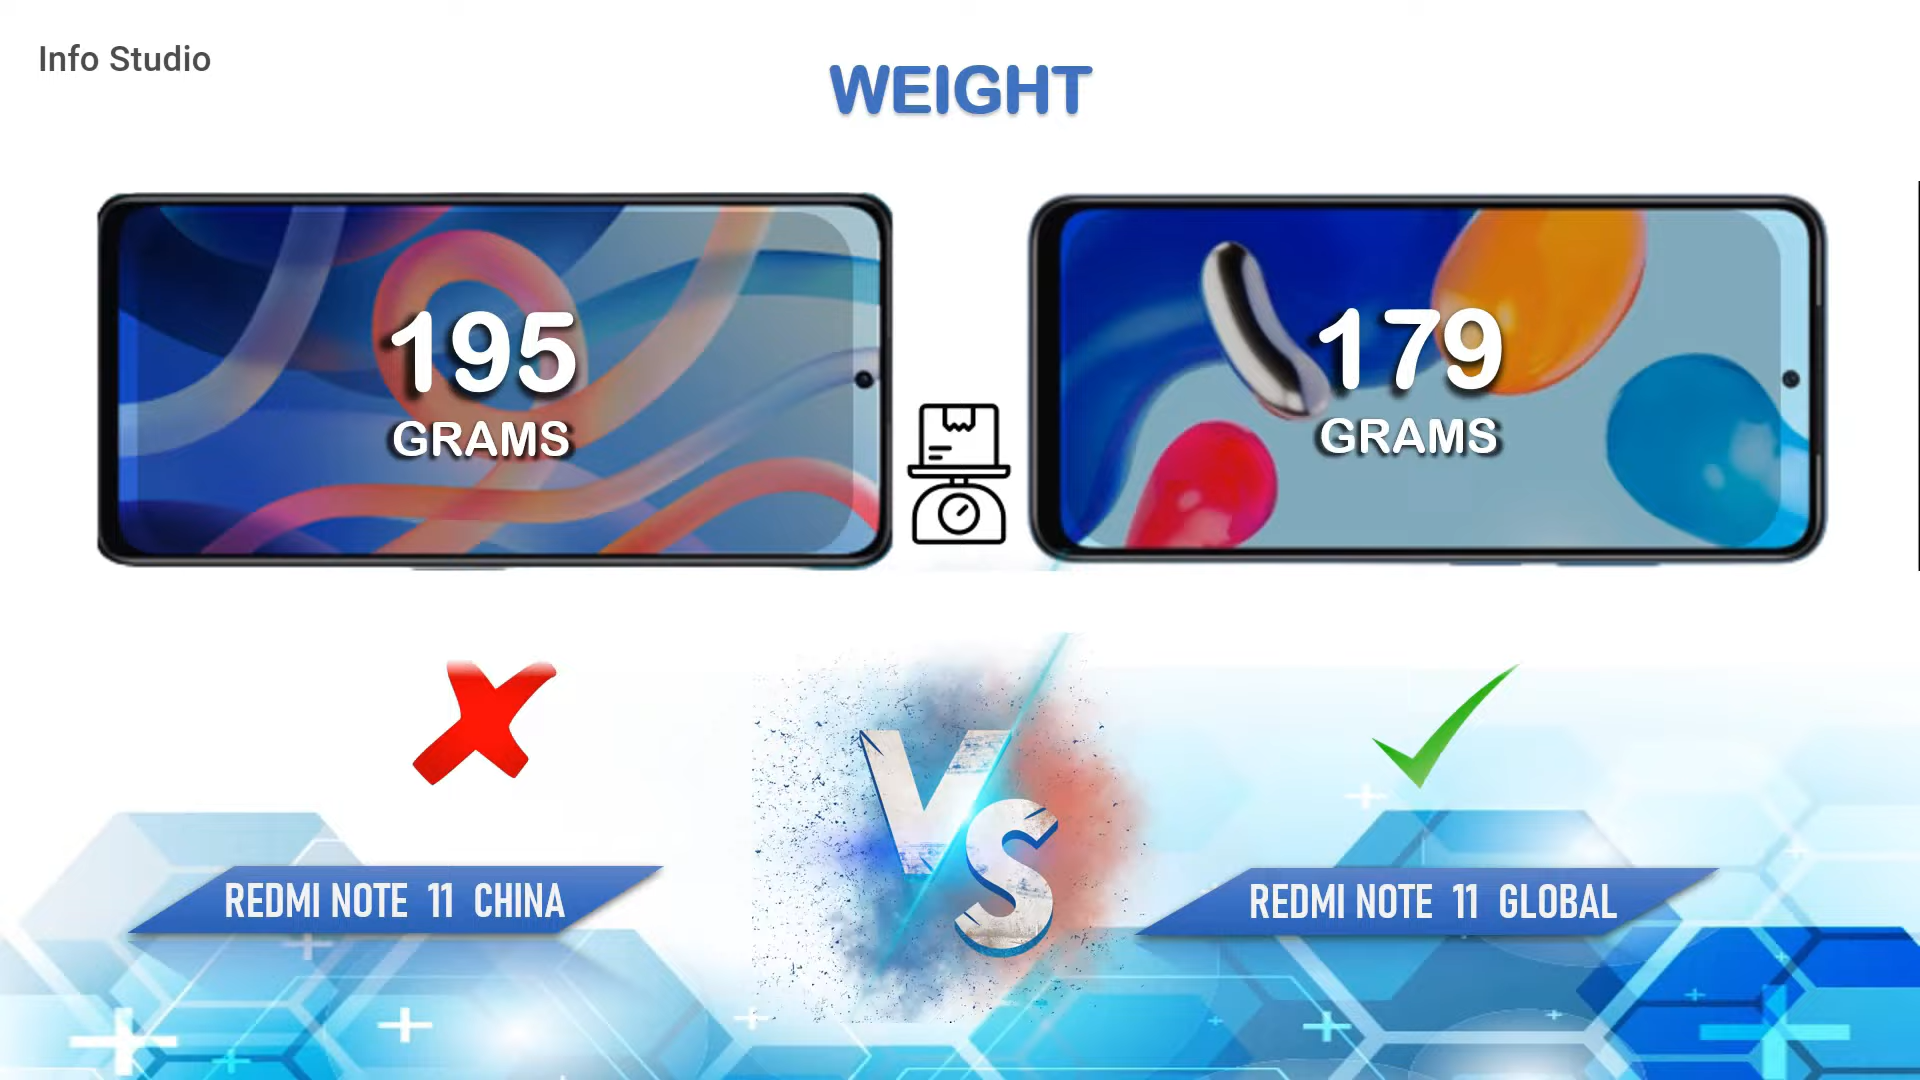 Info Studio
WEIGHT
195
GRAMS
179
GRAMS
VS
REDMI NOTE 11 CHINA
REDMI NOTE 11 GLOBAL